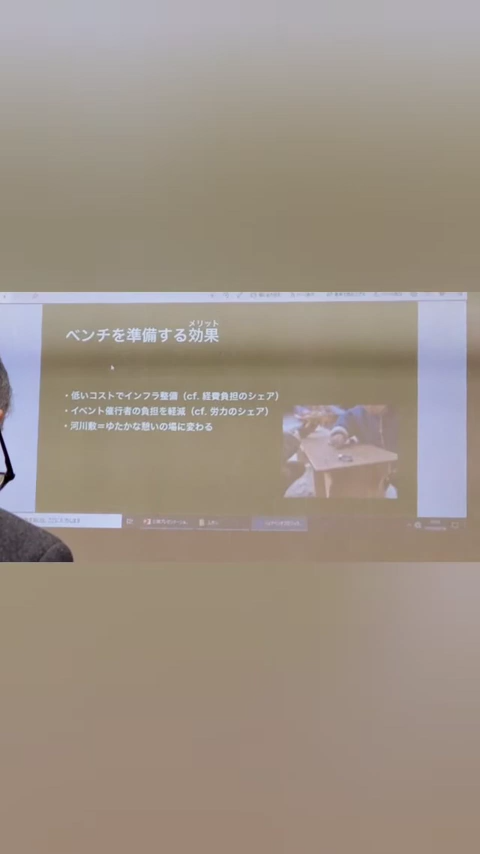 メリット
ベンチを準備する効果
・低いコストでインフラ整備（cf. 経費負担のシェア）
・イベント催行者の負担を軽減（cf. 労力のシェア）
・河川敷＝ゆたかな憩いの場に変わる